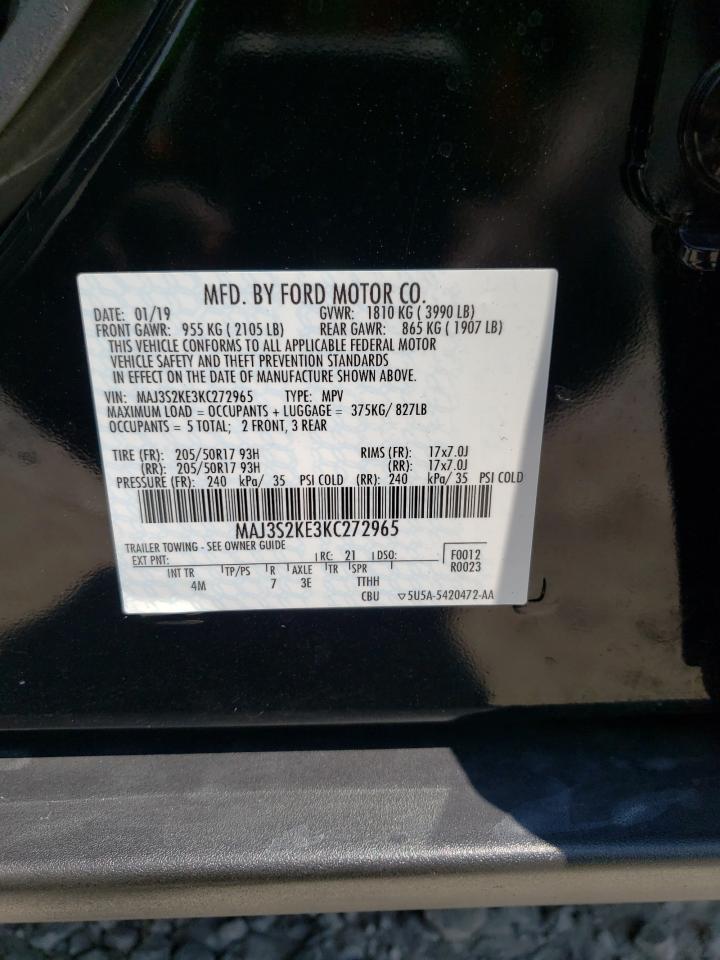 MFD. BY FORD MOTOR CO.
DATE: 01/19 GVWR: 1810 KG ( 3990 LB)
FRONT GAWR: 955 KG ( 2105 LB) REAR GAWR: 865 KG ( 1907 LB)
THIS VEHICLE CONFORMS TO ALL APPLICABLE FEDERAL MOTOR
VEHICLE SAFETY AND THEFT PREVENTION STANDARDS
IN EFFECT ON THE DATE OF MANUFACTURE SHOWN ABOVE.
VIN: MAJ3S2KE3KC272965 TYPE: MPV
MAXIMUM LOAD = OCCUPANTS + LUGGAGE = 375KG/ 827LB
OCCUPANTS = 5 TOTAL; 2 FRONT, 3 REAR
TIRE (FR): 205/50R17 93H RIMS (FR): 17x7.0J
(RR): 205/50R17 93H (RR): 17x7.0J
PRESSURE (FR): 240 kPa/ 35 PSI COLD (RR): 240 kPa/ 35 PSI COLD
MAJ3S2KE3KC272965
TRAILER TOWING - SEE OWNER GUIDE
EXT PNT: RC: 21 DSO: F0012
INT TR TP/PS R AXLE TR SPR R0023
4M 7 3E TTHH
CBU ▽5U5A-5420472-AA